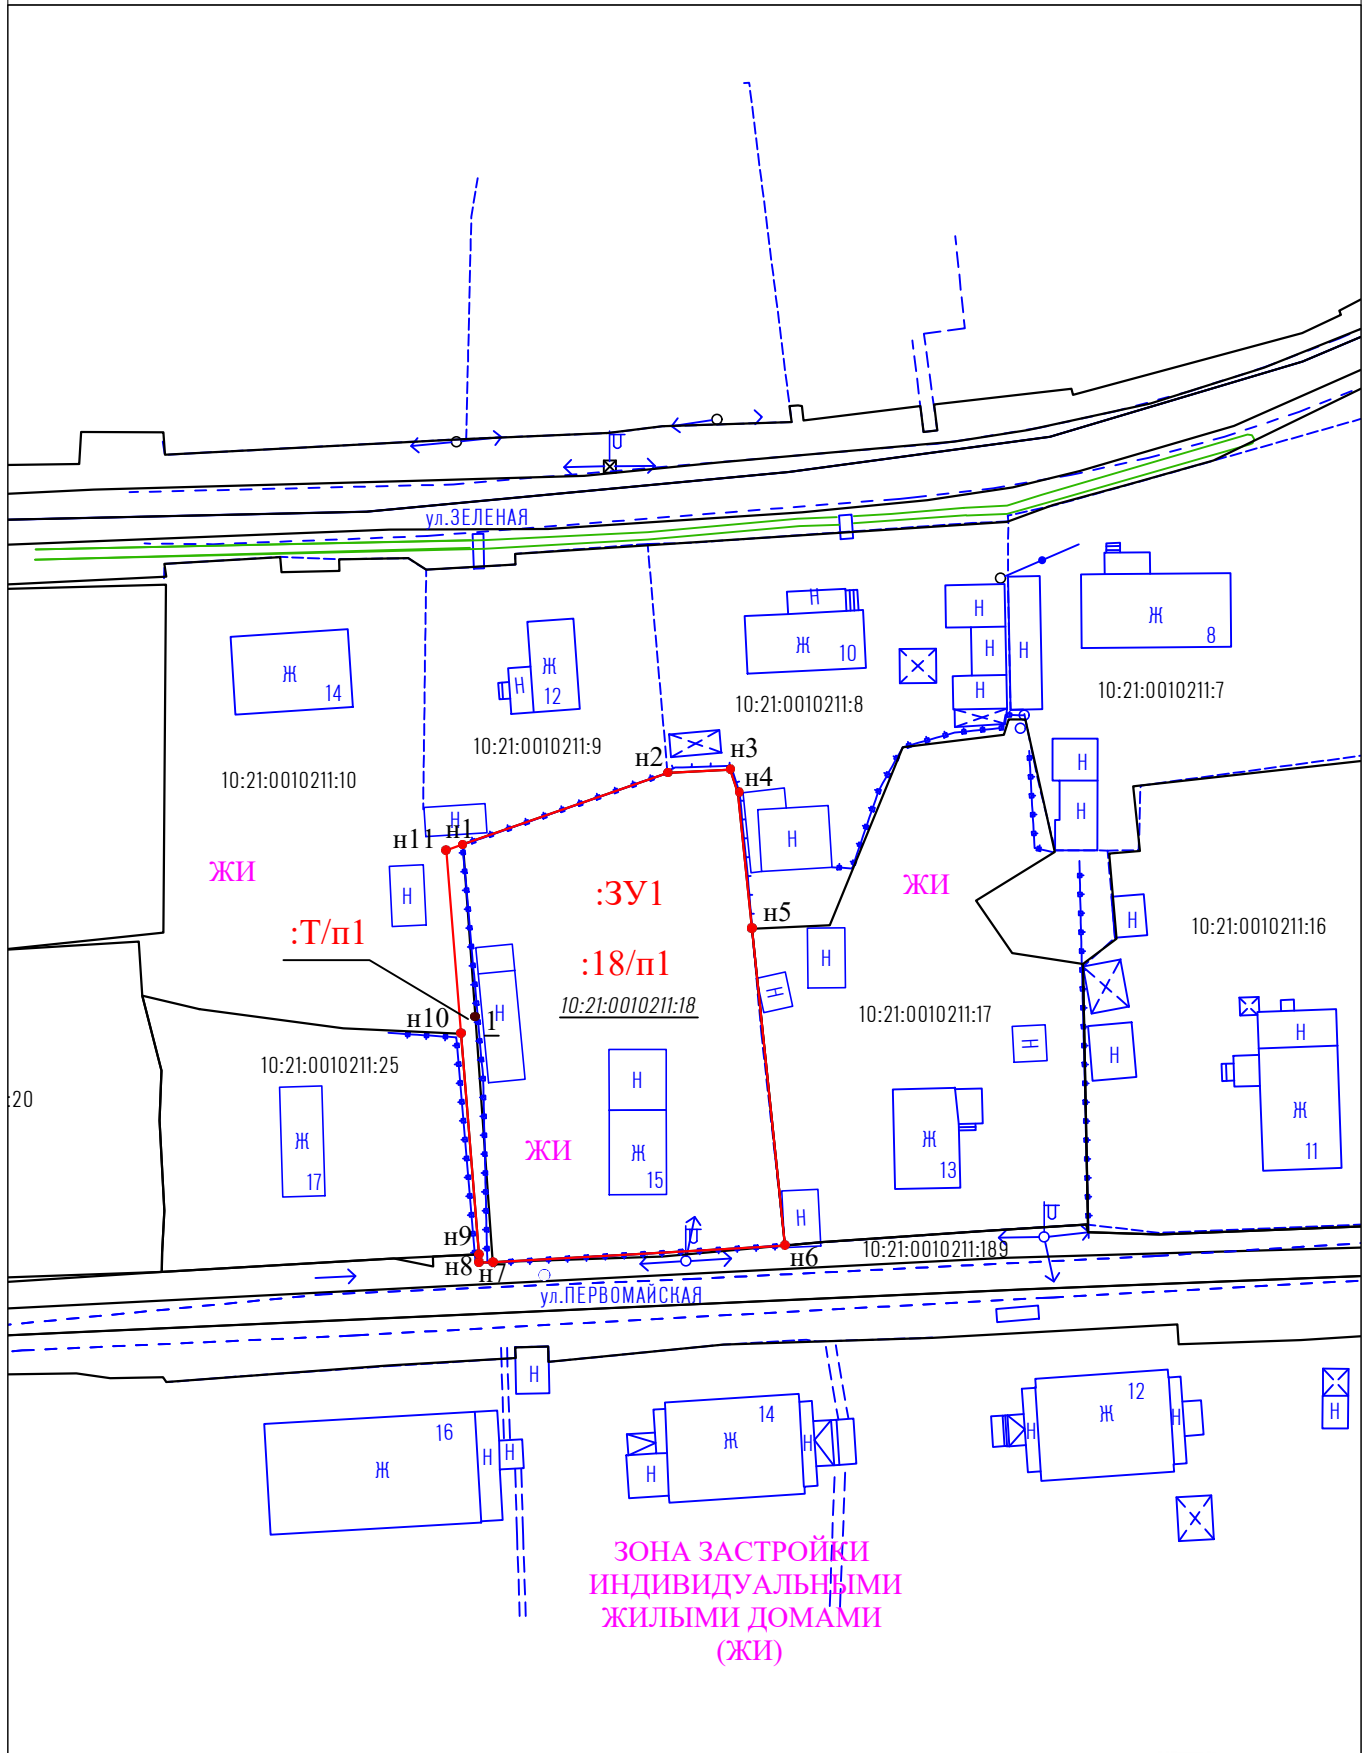 U
ул.ЗЕЛЕНАЯ
Н
Н
Н
Ж
8
Ж
10
Н
Н
Ж
12
Н
Ж
14
Н
10:21:0010211:7
10:21:0010211:8
10:21:0010211:9
10:21:0010211:10
н2
н3
н4
Н
Н
Н
н1
н11
Н
ЖИ
ЖИ
Н
:ЗУ1
:Т/п1
н5
Н
10:21:0010211:16
:18/п1
Н
Н
10:21:0010211:18
10:21:0010211:17
н10
1
Н
Н
Н
Н
10:21:0010211:25
:20
Н
Ж
11
Ж
17
ЖИ
Ж
15
Ж
13
Н
U
U
н9
н8
н7
н6
10:21:0010211:189
ул.ПЕРВОМАЙСКАЯ
Н
Ж
16
Н
Н
Ж
14
Н
Н
Ж
12
Н
Н
Н
ЗОНА ЗАСТРОЙКИ
ИНДИВИДУАЛЬНЫМИ
ЖИЛЫМИ ДОМАМИ
(ЖИ)